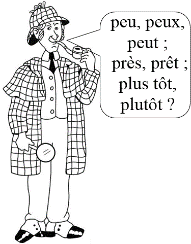 peu, peux,
peut ;
près, prêt ;
plus tôt,
plutôt ?